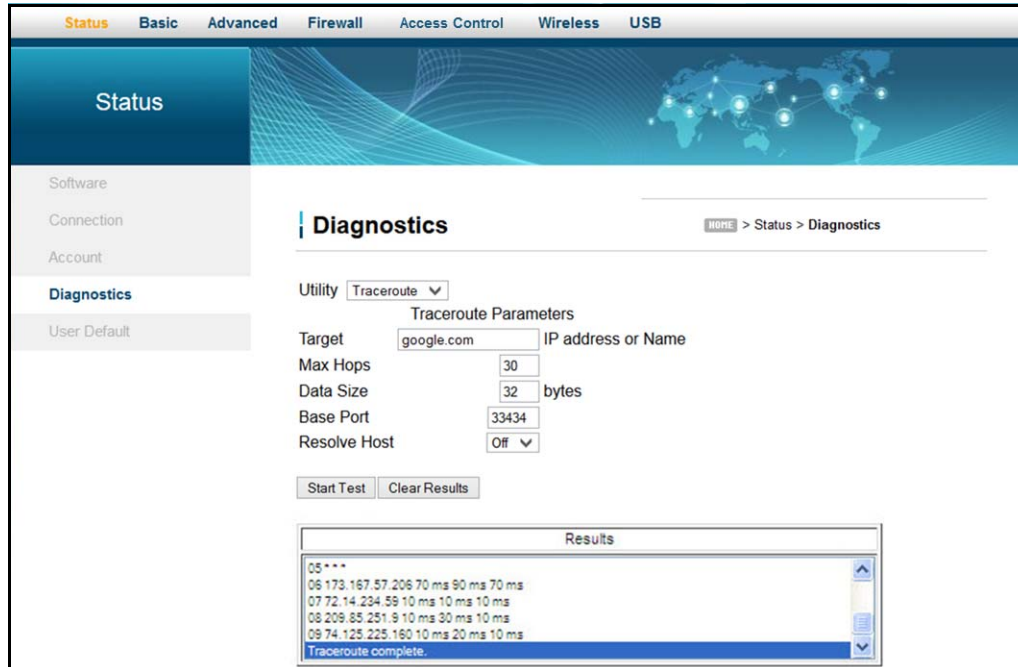 Status Basic Advanced Firewall Access Control Wireless USB
Status
Software
Connection
Account
Diagnostics
User Default
Diagnostics
HOME > Status > Diagnostics
Utility Traceroute
Traceroute Parameters
Target google.com IP address or Name
Max Hops 30
Data Size 32 bytes
Base Port 33434
Resolve Host Off
Start Test Clear Results
Results
05 * * *
06 173.167.57.206 70 ms 90 ms 70 ms
07 72.14.234.59 10 ms 10 ms 10 ms
08 209.85.251.9 10 ms 30 ms 10 ms
09 74.125.225.160 10 ms 20 ms 10 ms
Traceroute complete.